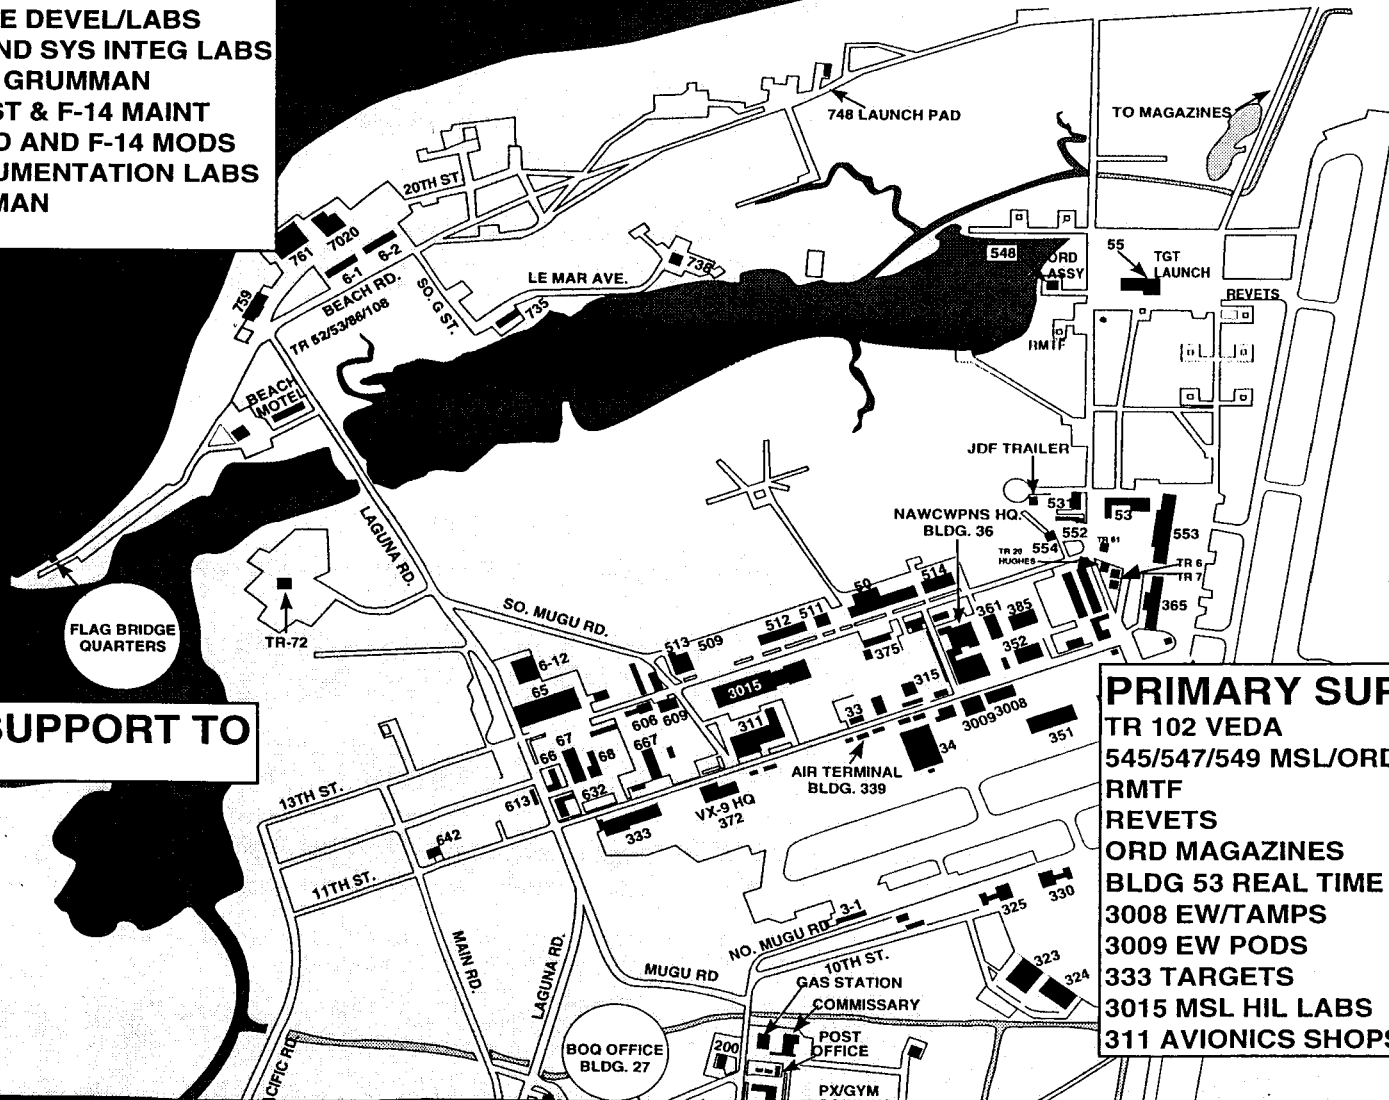 E DEVEL/LABS
ND SYS INTEG LABS
GRUMMAN
ST & F-14 MAINT
D AND F-14 MODS
UMENTATION LABS
MAN
748 LAUNCH PAD
TO MAGAZINES
20TH ST.
761
7020
6-1
6-2
BEACH RD.
TR 52/53/86/108
SO. G ST.
LE MAR AVE.
738
735
759
548
ORD
ASSY
55
TGT
LAUNCH
REVETS
RMTF
BEACH
MOTEL
JDF TRAILER
LAGUNA RD.
NAWCWPNS HQ.
BLDG. 36
531
53
553
552
554
TR 61
TR 20
HUGHES
TR 6
TR 7
365
FLAG BRIDGE
QUARTERS
TR-72
SO. MUGU RD.
50
514
511
512
513
509
361
385
352
375
315
6-12
65
3015
606
609
311
33
3009
3008
351
34
66
67
68
667
632
613
AIR TERMINAL
BLDG. 339
VX-9 HQ
372
333
SUPPORT TO
13TH ST.
642
11TH ST.
MAIN RD.
LAGUNA RD.
MUGU RD
NO. MUGU RD
3-1
10TH ST.
325
330
323
324
GAS STATION
COMMISSARY
POST
OFFICE
200
BOQ OFFICE
BLDG. 27
PX/GYM
CIFIC RD.
PRIMARY SUP
TR 102 VEDA
545/547/549 MSL/ORD
RMTF
REVETS
ORD MAGAZINES
BLDG 53 REAL TIME
3008 EW/TAMPS
3009 EW PODS
333 TARGETS
3015 MSL HIL LABS
311 AVIONICS SHOPS